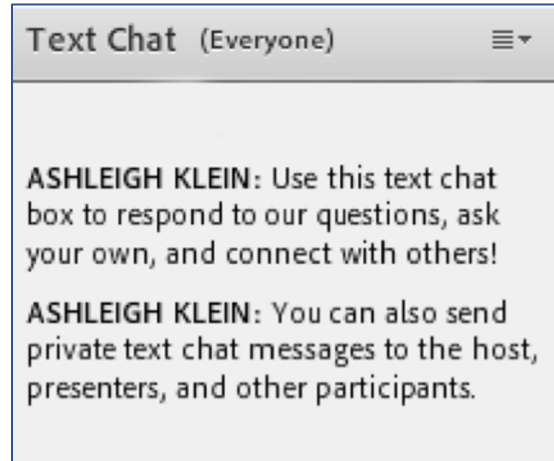 Text Chat (Everyone)
ASHLEIGH KLEIN: Use this text chat
box to respond to our questions, ask
your own, and connect with others!
ASHLEIGH KLEIN: You can also send
private text chat messages to the host,
presenters, and other participants.